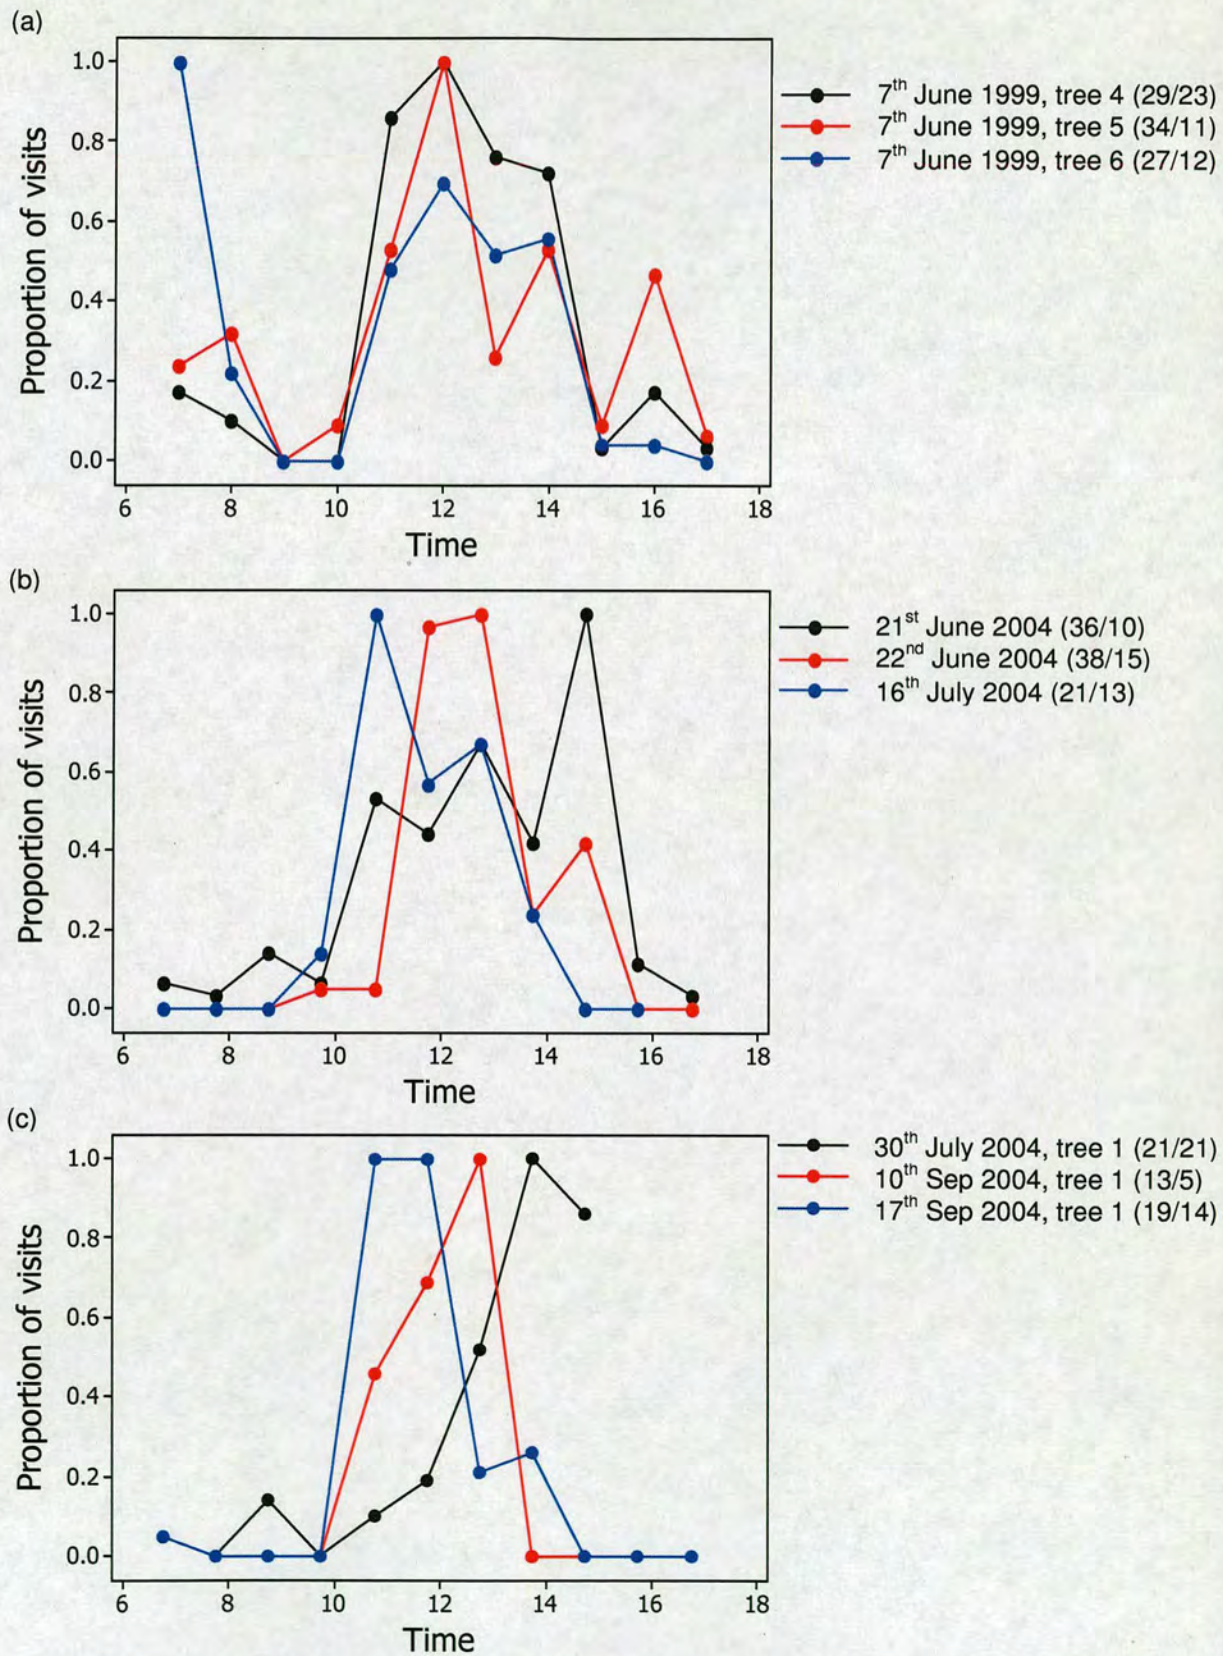 (a)
Proportion of visits
1.0
0.8
0.6
0.4
0.2
0.0
6 8 10 12 14 16 18
Time
7th June 1999, tree 4 (29/23)
7th June 1999, tree 5 (34/11)
7th June 1999, tree 6 (27/12)
(b)
Proportion of visits
1.0
0.8
0.6
0.4
0.2
0.0
6 8 10 12 14 16 18
Time
21st June 2004 (36/10)
22nd June 2004 (38/15)
16th July 2004 (21/13)
(c)
Proportion of visits
1.0
0.8
0.6
0.4
0.2
0.0
6 8 10 12 14 16 18
Time
30th July 2004, tree 1 (21/21)
10th Sep 2004, tree 1 (13/5)
17th Sep 2004, tree 1 (19/14)